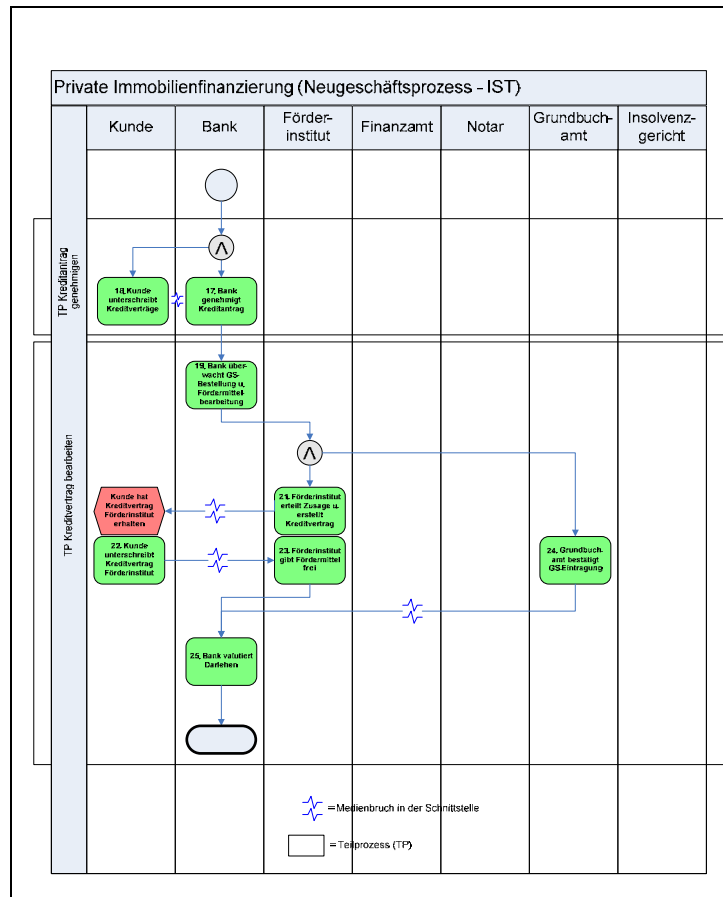 Private Immobilienfinanzierung (Neugeschäftsprozess - IST)
Kunde
Bank
Förder-
institut
Finanzamt
Notar
Grundbuch-
amt
Insolvenz-
gericht
TP Kreditantrag
genehmigen
18. Kunde
unterschreibt
Kreditverträge
17. Bank
genehmigt
Kreditantrag
TP Kreditvertrag bearbeiten
19. Bank über-
wacht GS-
Bestellung u.
Fördermittel-
bearbeitung
Kunde hat
Kreditvertrag
Förderinstitut
erhalten
21. Förderinstitut
erteilt Zusage u.
erstellt
Kreditvertrag
22. Kunde
unterschreibt
Kreditvertrag
Förderinstitut
23. Förderinstitut
gibt Fördermittel
frei
24. Grundbuch-
amt bestätigt
GS-Eintragung
25. Bank valutiert
Darlehen
=Medienbruch in der Schnittstelle
=Teilprozess (TP)